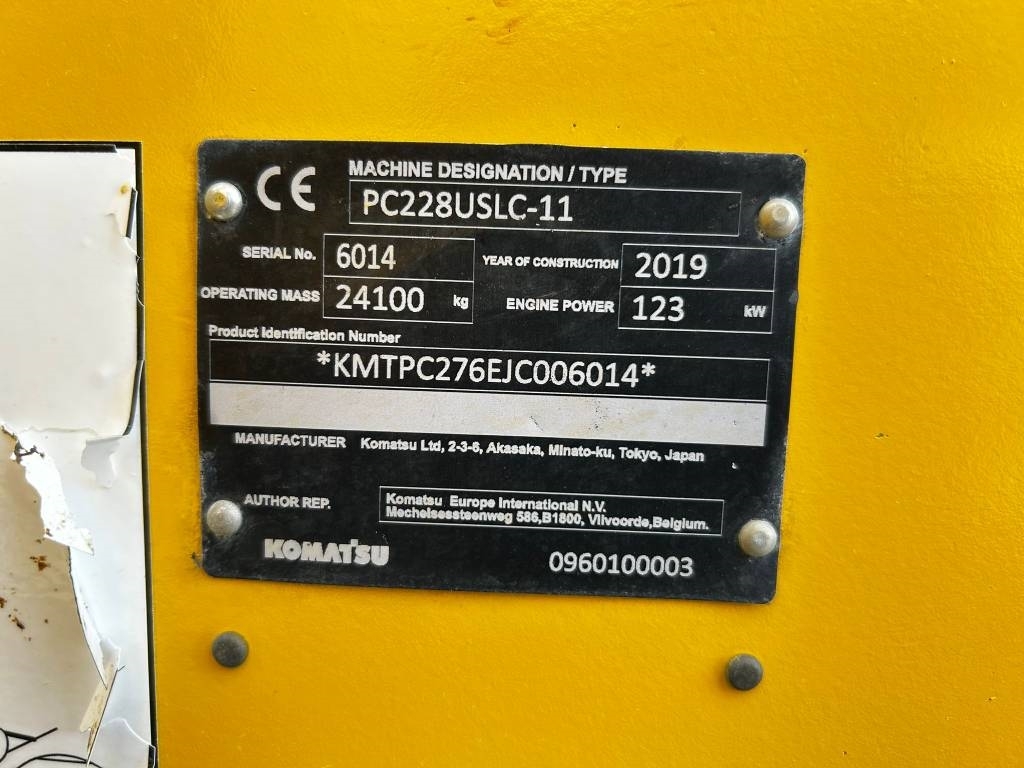 CE
MACHINE DESIGNATION / TYPE
PC228USLC-11
SERIAL No. 6014 YEAR OF CONSTRUCTION 2019
OPERATING MASS 24100 kg ENGINE POWER 123 kW
Product Identification Number
*KMTPC276EJC006014*
MANUFACTURER Komatsu Ltd, 2-3-6, Akasaka, Minato-ku, Tokyo, Japan
AUTHOR REP. Komatsu Europe International N.V.
Mechelsessteenweg 586,B1800, Vilvoorde,Belgium.
KOMATSU 0960100003